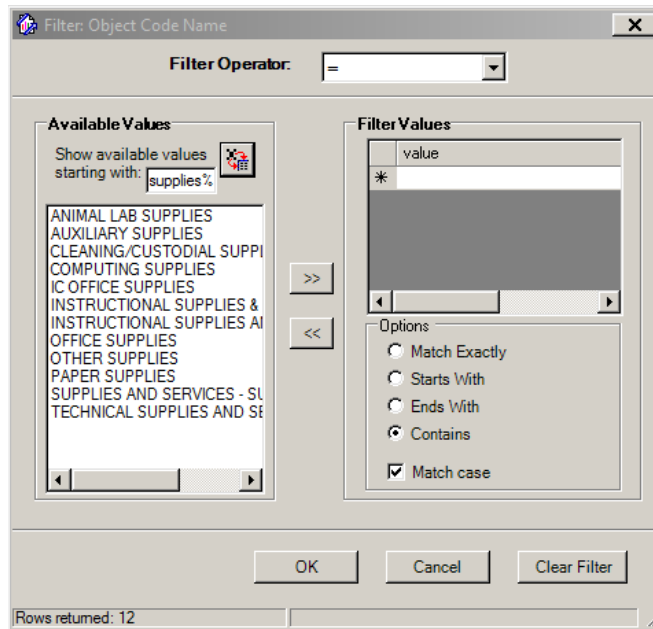 Filter: Object Code Name
Filter Operator:
=
Available Values
Show available values
starting with:
supplies%
ANIMAL LAB SUPPLIES
AUXILIARY SUPPLIES
CLEANING/CUSTODIAL SUPPI
COMPUTING SUPPLIES
IC OFFICE SUPPLIES
INSTRUCTIONAL SUPPLIES &
INSTRUCTIONAL SUPPLIES AI
OFFICE SUPPLIES
OTHER SUPPLIES
PAPER SUPPLIES
SUPPLIES AND SERVICES - SU
TECHNICAL SUPPLIES AND SE
>>
<<
Filter Values
value
Options
Match Exactly
Starts With
Ends With
Contains
Match case
OK
Cancel
Clear Filter
Rows returned: 12